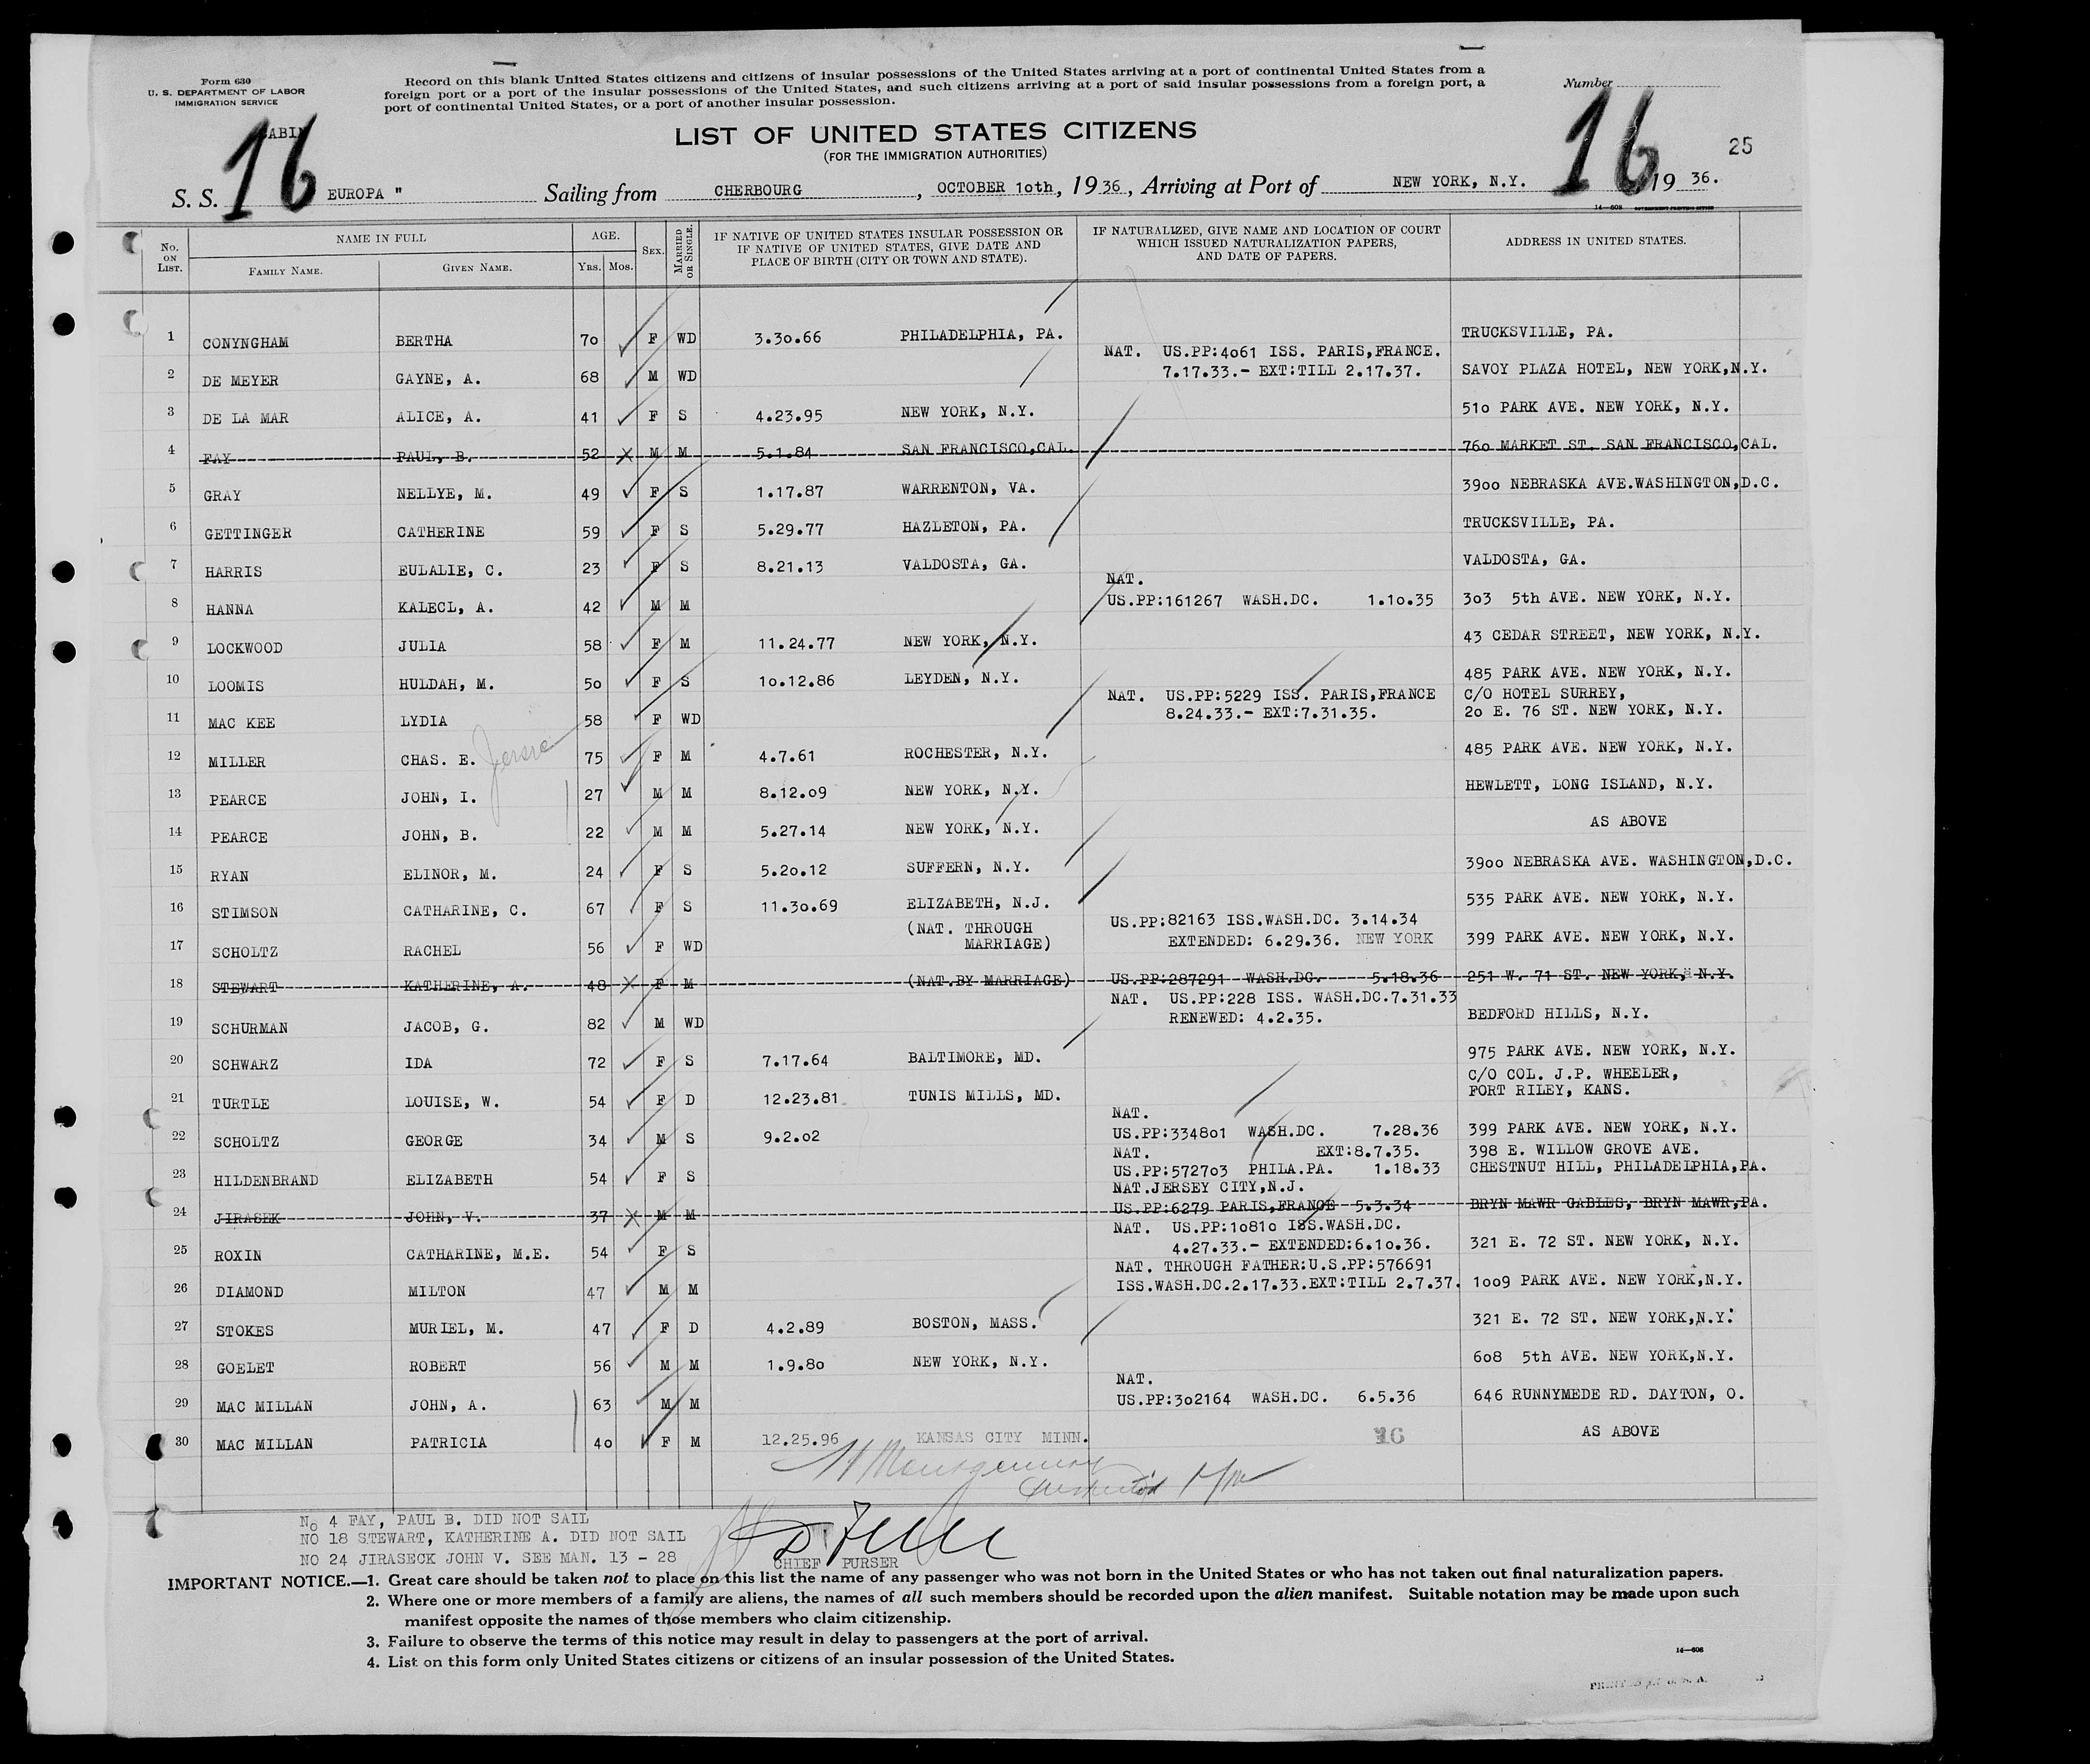 Form 630
U. S. DEPARTMENT OF LABOR
IMMIGRATION SERVICE
Record on this blank United States citizens and citizens of insular possessions of the United States arriving at a port of continental United States from a
foreign port or a port of the insular possessions of the United States, and such citizens arriving at a port of said insular possessions from a foreign port, a
port of continental United States, or a port of another insular possession.
Number
CABIN
LIST OF UNITED STATES CITIZENS
(FOR THE IMMIGRATION AUTHORITIES)
16 16 25
S. S. EUROPA " Sailing from CHERBOURG , OCTOBER 10th, 1936, Arriving at Port of NEW YORK, N.Y. 1936.
14—608 GOVERNMENT PRINTING OFFICE
No. ON LIST. NAME IN FULL FAMILY NAME. GIVEN NAME. AGE. YRS. MOS. SEX. MARRIED OR SINGLE. IF NATIVE OF UNITED STATES INSULAR POSSESSION OR IF NATIVE OF UNITED STATES, GIVE DATE AND PLACE OF BIRTH (CITY OR TOWN AND STATE). IF NATURALIZED, GIVE NAME AND LOCATION OF COURT WHICH ISSUED NATURALIZATION PAPERS, AND DATE OF PAPERS. ADDRESS IN UNITED STATES.
1 CONYNGHAM BERTHA 70 F WD 3.30.66 PHILADELPHIA, PA. TRUCKSVILLE, PA.
NAT. US.PP:4061 ISS. PARIS,FRANCE.
2 DE MEYER GAYNE, A. 68 M WD 7.17.33.- EXT:TILL 2.17.37. SAVOY PLAZA HOTEL, NEW YORK,N.Y.
3 DE LA MAR ALICE, A. 41 F S 4.23.95 NEW YORK, N.Y. 510 PARK AVE. NEW YORK, N.Y.
4 FAY PAUL, B. 52 M M 5.1.84 SAN FRANCISCO,CAL. 760 MARKET ST. SAN FRANCISCO,CAL.
5 GRAY NELLYE, M. 49 F S 1.17.87 WARRENTON, VA. 3900 NEBRASKA AVE.WASHINGTON,D.C.
6 GETTINGER CATHERINE 59 F S 5.29.77 HAZLETON, PA. TRUCKSVILLE, PA.
7 HARRIS EULALIE, C. 23 F S 8.21.13 VALDOSTA, GA. VALDOSTA, GA.
NAT.
8 HANNA KALECL, A. 42 M M US.PP:161267 WASH.DC. 1.10.35 303 5th AVE. NEW YORK, N.Y.
9 LOCKWOOD JULIA 58 F M 11.24.77 NEW YORK, N.Y. 43 CEDAR STREET, NEW YORK, N.Y.
10 LOOMIS HULDAH, M. 50 F S 10.12.86 LEYDEN, N.Y. 485 PARK AVE. NEW YORK, N.Y.
NAT. US.PP:5229 ISS. PARIS,FRANCE C/O HOTEL SURREY,
11 MAC KEE LYDIA 58 F WD 8.24.33.- EXT:7.31.35. 20 E. 76 ST. NEW YORK, N.Y.
12 MILLER CHAS. E. 75 F M 4.7.61 ROCHESTER, N.Y. 485 PARK AVE. NEW YORK, N.Y.
13 PEARCE JOHN, I. 27 M M 8.12.09 NEW YORK, N.Y. HEWLETT, LONG ISLAND, N.Y.
14 PEARCE JOHN, B. 22 M M 5.27.14 NEW YORK, N.Y. AS ABOVE
15 RYAN ELINOR, M. 24 F S 5.20.12 SUFFERN, N.Y. 3900 NEBRASKA AVE. WASHINGTON,D.C.
16 STIMSON CATHARINE, C. 67 F S 11.30.69 ELIZABETH, N.J. 535 PARK AVE. NEW YORK, N.Y.
(NAT. THROUGH US.PP:82163 ISS.WASH.DC. 3.14.34
17 SCHOLTZ RACHEL 56 F WD MARRIAGE) EXTENDED: 6.29.36. NEW YORK 399 PARK AVE. NEW YORK, N.Y.
18 STEWART KATHERINE, A. 48 F M (NAT.BY MARRIAGE) US.PP:287291 WASH.DC. 5.18.36 251 W. 71 ST. NEW YORK, N.Y.
NAT. US.PP:228 ISS. WASH.DC.7.31.33
19 SCHURMAN JACOB, G. 82 M WD RENEWED: 4.2.35. BEDFORD HILLS, N.Y.
20 SCHWARZ IDA 72 F S 7.17.64 BALTIMORE, MD. 975 PARK AVE. NEW YORK, N.Y.
C/O COL. J.P. WHEELER,
21 TURTLE LOUISE, W. 54 F D 12.23.81 TUNIS MILLS, MD. FORT RILEY, KANS.
NAT.
22 SCHOLTZ GEORGE 34 M S 9.2.02 US.PP:334801 WASH.DC. 7.28.36 399 PARK AVE. NEW YORK, N.Y.
NAT. EXT:8.7.35. 398 E. WILLOW GROVE AVE.
23 HILDENBRAND ELIZABETH 54 F S US.PP:572703 PHILA.PA. 1.18.33 CHESTNUT HILL, PHILADELPHIA,PA.
NAT.JERSEY CITY,N.J.
24 JIRASEK JOHN, V. 37 M M US.PP:6279 PARIS,FRANCE 5.3.34 BRYN MAWR GABLES, BRYN MAWR,PA.
NAT. US.PP:10810 ISS.WASH.DC.
25 ROXIN CATHARINE, M.E. 54 F S 4.27.33.- EXTENDED:6.10.36. 321 E. 72 ST. NEW YORK, N.Y.
NAT. THROUGH FATHER:U.S.PP:576691
26 DIAMOND MILTON 47 M M ISS.WASH.DC.2.17.33.EXT:TILL 2.7.37. 1009 PARK AVE. NEW YORK,N.Y.
27 STOKES MURIEL, M. 47 F D 4.2.89 BOSTON, MASS. 321 E. 72 ST. NEW YORK,N.Y.
28 GOELET ROBERT 56 M M 1.9.80 NEW YORK, N.Y. 608 5th AVE. NEW YORK,N.Y.
NAT.
29 MAC MILLAN JOHN, A. 63 M M US.PP:302164 WASH.DC. 6.5.36 646 RUNNYMEDE RD. DAYTON, O.
30 MAC MILLAN PATRICIA 40 F M 12.25.96 KANSAS CITY MINN. 16 AS ABOVE
No 4 FAY, PAUL B. DID NOT SAIL
NO 18 STEWART, KATHERINE A. DID NOT SAIL
NO 24 JIRASECK JOHN V. SEE MAN. 13 - 28
CHIEF PURSER
IMPORTANT NOTICE.—1. Great care should be taken not to place on this list the name of any passenger who was not born in the United States or who has not taken out final naturalization papers.
2. Where one or more members of a family are aliens, the names of all such members should be recorded upon the alien manifest. Suitable notation may be made upon such
manifest opposite the names of those members who claim citizenship.
3. Failure to observe the terms of this notice may result in delay to passengers at the port of arrival.
4. List on this form only United States citizens or citizens of an insular possession of the United States.
14—608